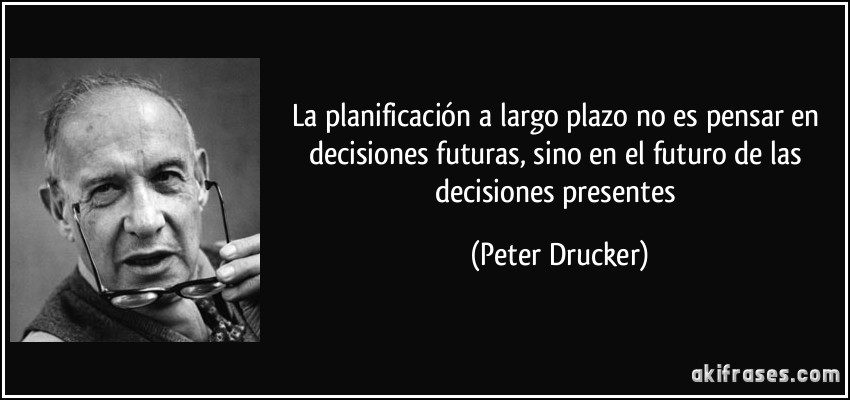 La planificación a largo plazo no es pensar en
decisiones futuras, sino en el futuro de las
decisiones presentes
(Peter Drucker)
akifrases.com